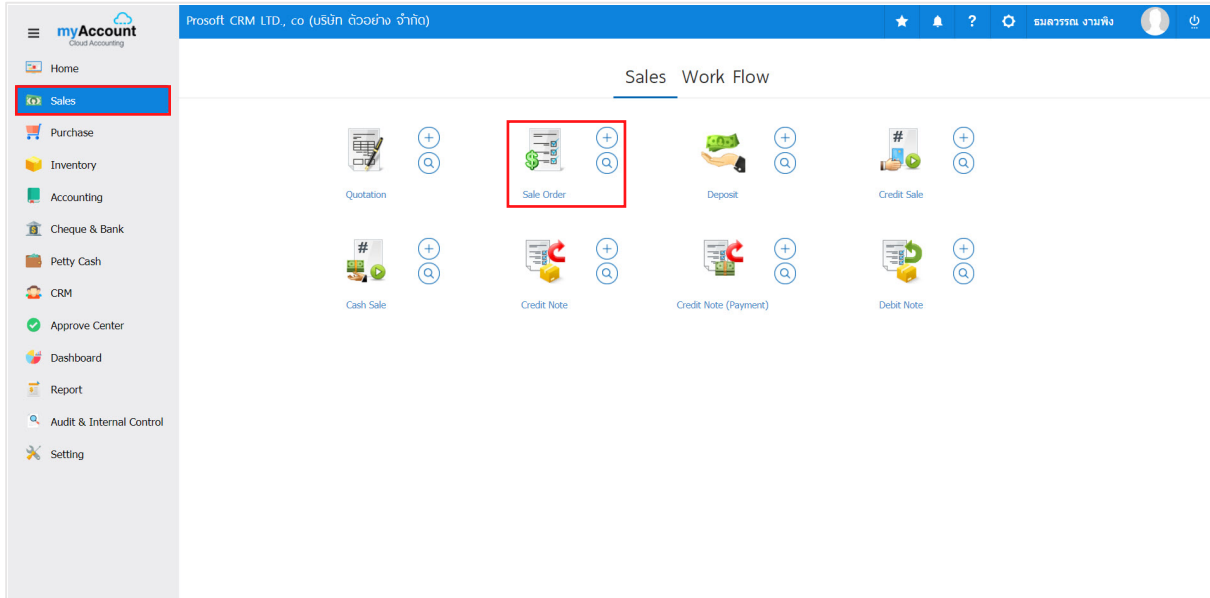 myAccount
Cloud Accounting
Prosoft CRM LTD., co (บริษัท ตัวอย่าง จำกัด)
?
ธมลวรรณ งามพิง
Home
Sales
Purchase
Inventory
Accounting
Cheque & Bank
Petty Cash
CRM
Approve Center
Dashboard
Report
Audit & Internal Control
Setting
Sales Work Flow
Quotation
Sale Order
Deposit
#
Credit Sale
#
Cash Sale
Credit Note
Credit Note (Payment)
Debit Note